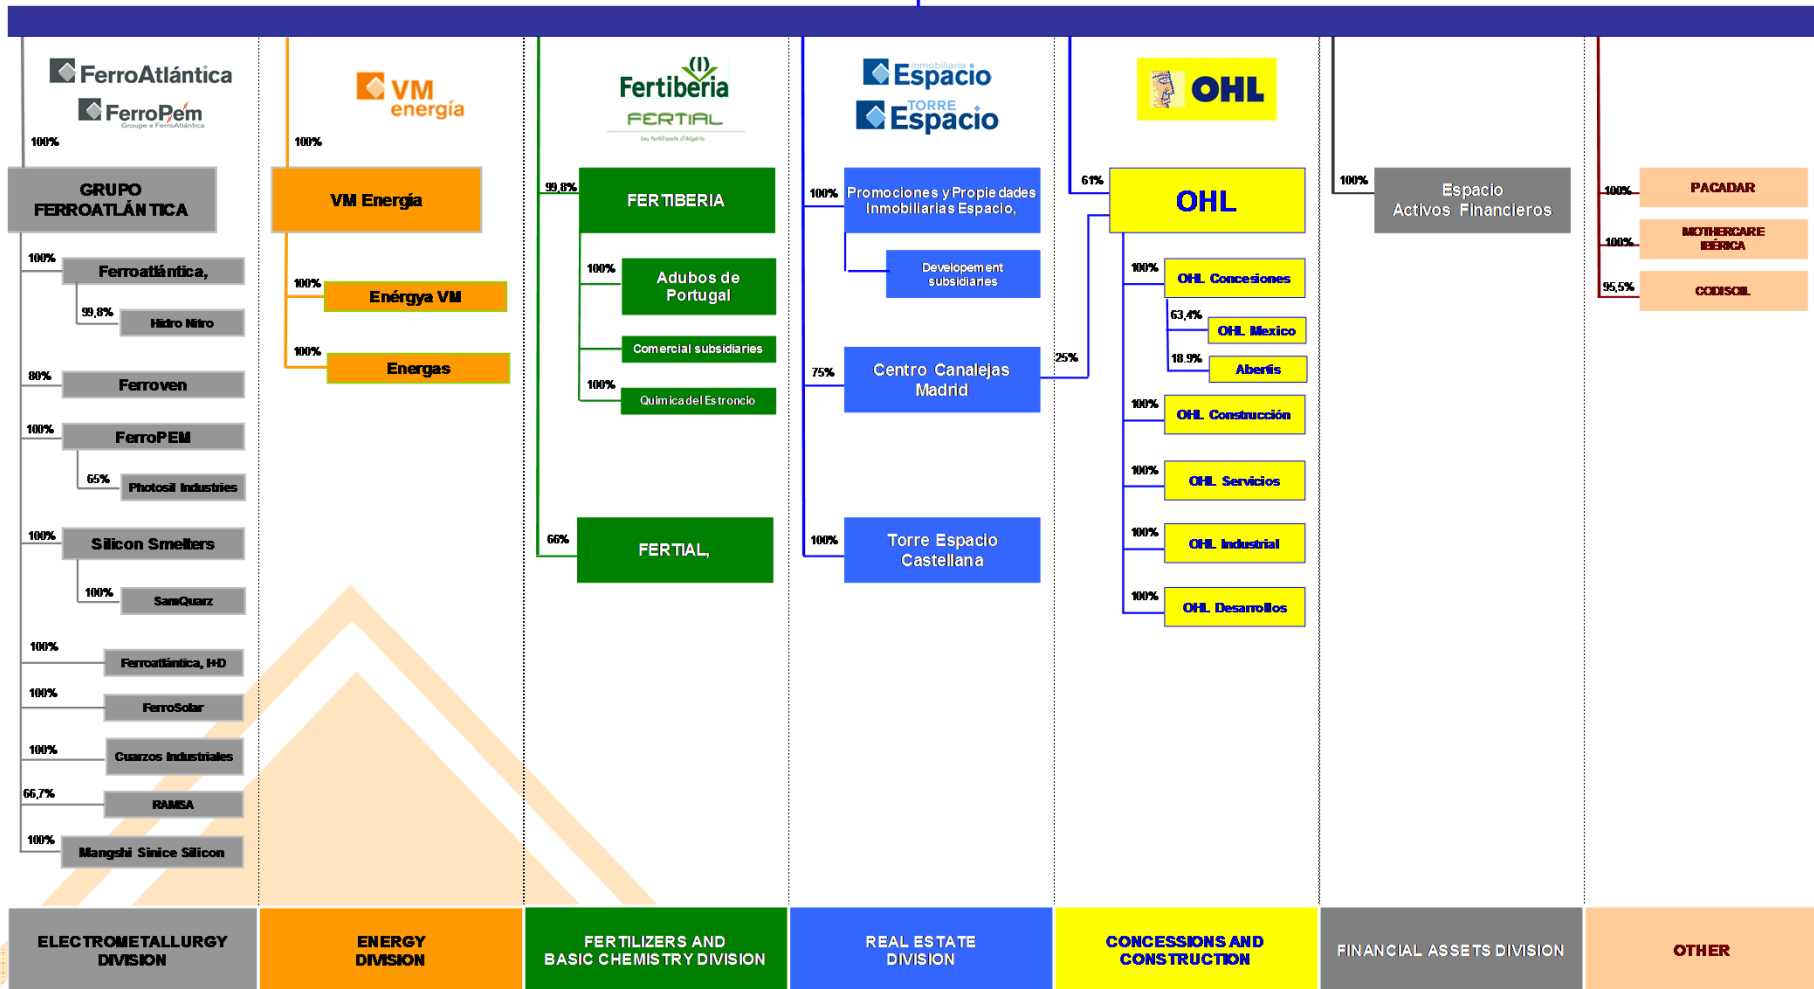 FerroAtlántica
FerroPem
Groupe a FerroAtlántica
100%
GRUPO
FERROATLÁNTICA
100%
Ferroatlántica,
99,8%
Hidro Nitro
80%
Ferroven
100%
FerroPEM
65%
Photosil Industries
100%
Silicon Smelters
100%
SamQuarz
100%
Ferroatlántica, I+D
100%
FerroSolar
100%
Cuarzos Industriales
66,7%
RAMSA
100%
Mangshi Sinice Silicon
ELECTROMETALLURGY
DIVISION
VM
energía
100%
VM Energía
100%
Enérgya VM
100%
Energas
ENERGY
DIVISION
Fertiberia
FERTIAL
Les fertilisants d'Algérie
99,8%
FERTIBERIA
100%
Adubos de
Portugal
Comercial subsidiaries
100%
Quimica del Estroncio
66%
FERTIAL,
FERTILIZERS AND
BASIC CHEMISTRY DIVISION
inmobiliaria
Espacio
TORRE
Espacio
100%
Promociones y Propiedades
Inmobiliarias Espacio,
Developement
subsidiaries
75%
Centro Canalejas
Madrid
25%
100%
Torre Espacio
Castellana
REAL ESTATE
DIVISION
OHL
61%
OHL
100%
OHL Concesiones
63,4%
OHL Mexico
18.9%
Abertis
100%
OHL Construcción
100%
OHL Servicios
100%
OHL Industrial
100%
OHL Desarrollos
CONCESSIONS AND
CONSTRUCTION
100%
Espacio
Activos Financieros
FINANCIAL ASSETS DIVISION
100%
PACADAR
100%
MOTHERCARE
IBÉRICA
95,5%
CODISOIL
OTHER